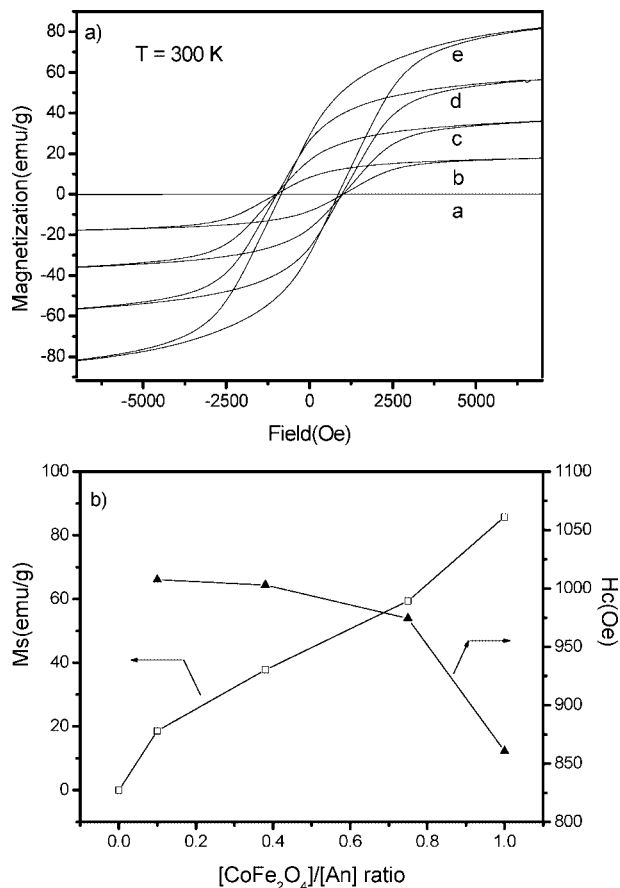 a)
T = 300 K
e
d
c
b
a
80
60
40
20
0
-20
-40
-60
-80
Magnetization(emu/g)
-5000 -2500 0 2500 5000
Field(Oe)
b)
100
80
60
40
20
0
Ms(emu/g)
1100
1050
1000
950
900
850
800
Hc(Oe)
0.0 0.2 0.4 0.6 0.8 1.0
[CoFe₂O₄]/[An] ratio